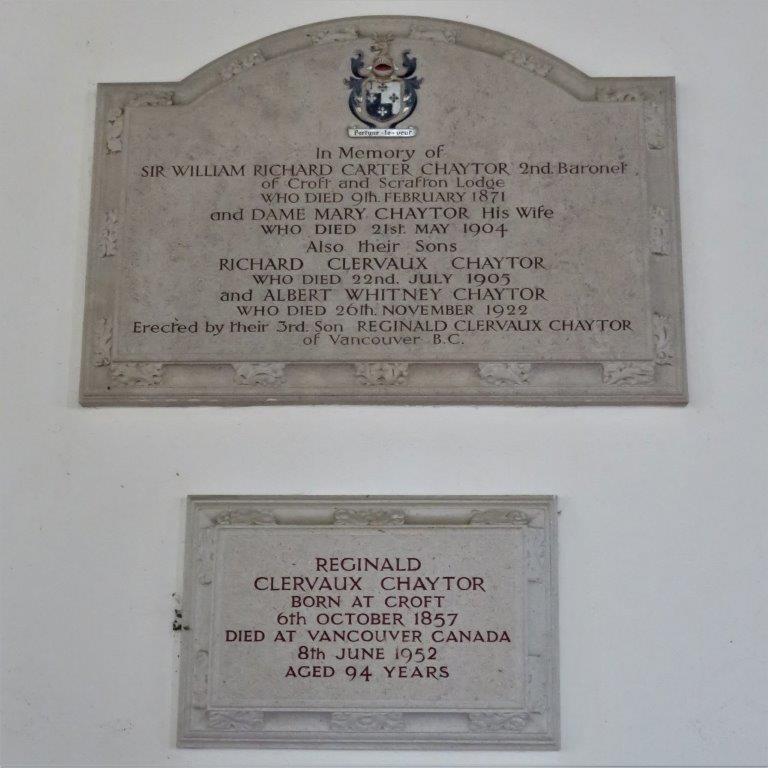 Fortune-le-veut
In Memory of
SIR WILLIAM RICHARD CARTER CHAYTOR 2nd. Baronet
of Croft and Scrafton Lodge
WHO DIED 9th. FEBRUARY 1871
and DAME MARY CHAYTOR His Wife
WHO DIED 21st. MAY 1904
Also their Sons
RICHARD CLERVAUX CHAYTOR
WHO DIED 22nd. JULY 1905
and ALBERT WHITNEY CHAYTOR
WHO DIED 26th. NOVEMBER 1922
Erected by their 3rd. Son REGINALD CLERVAUX CHAYTOR
of Vancouver B.C.
REGINALD
CLERVAUX CHAYTOR
BORN AT CROFT
6th OCTOBER 1857
DIED AT VANCOUVER CANADA
8th JUNE 1952
AGED 94 YEARS